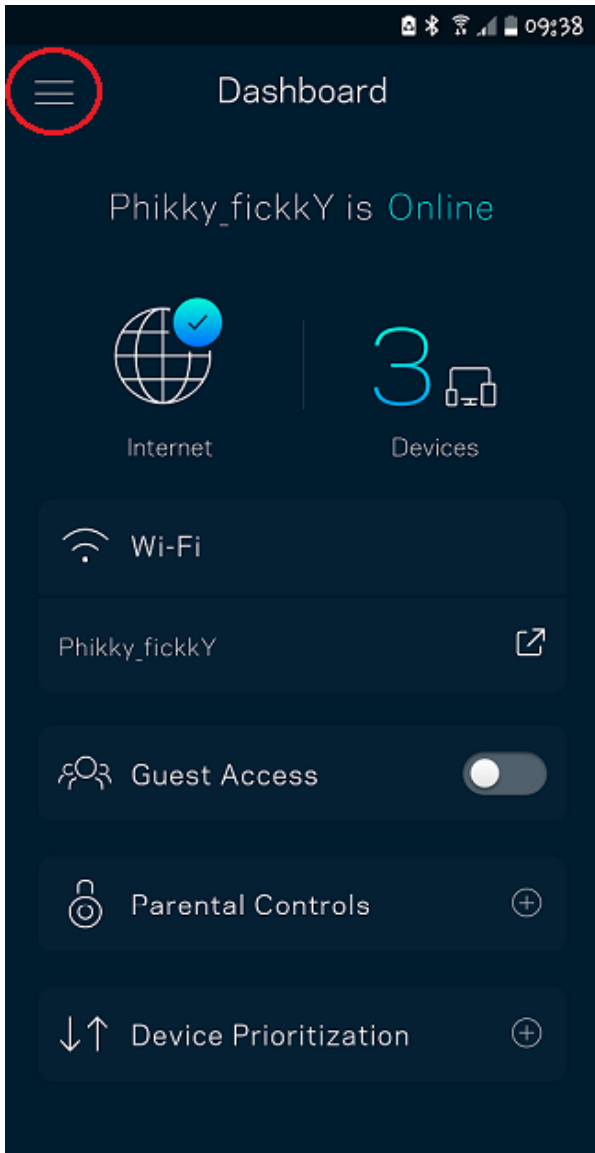 09:38
Dashboard
Phikky_fickkY is Online
3
Internet
Devices
Wi-Fi
Phikky_fickkY
Guest Access
Parental Controls
Device Prioritization